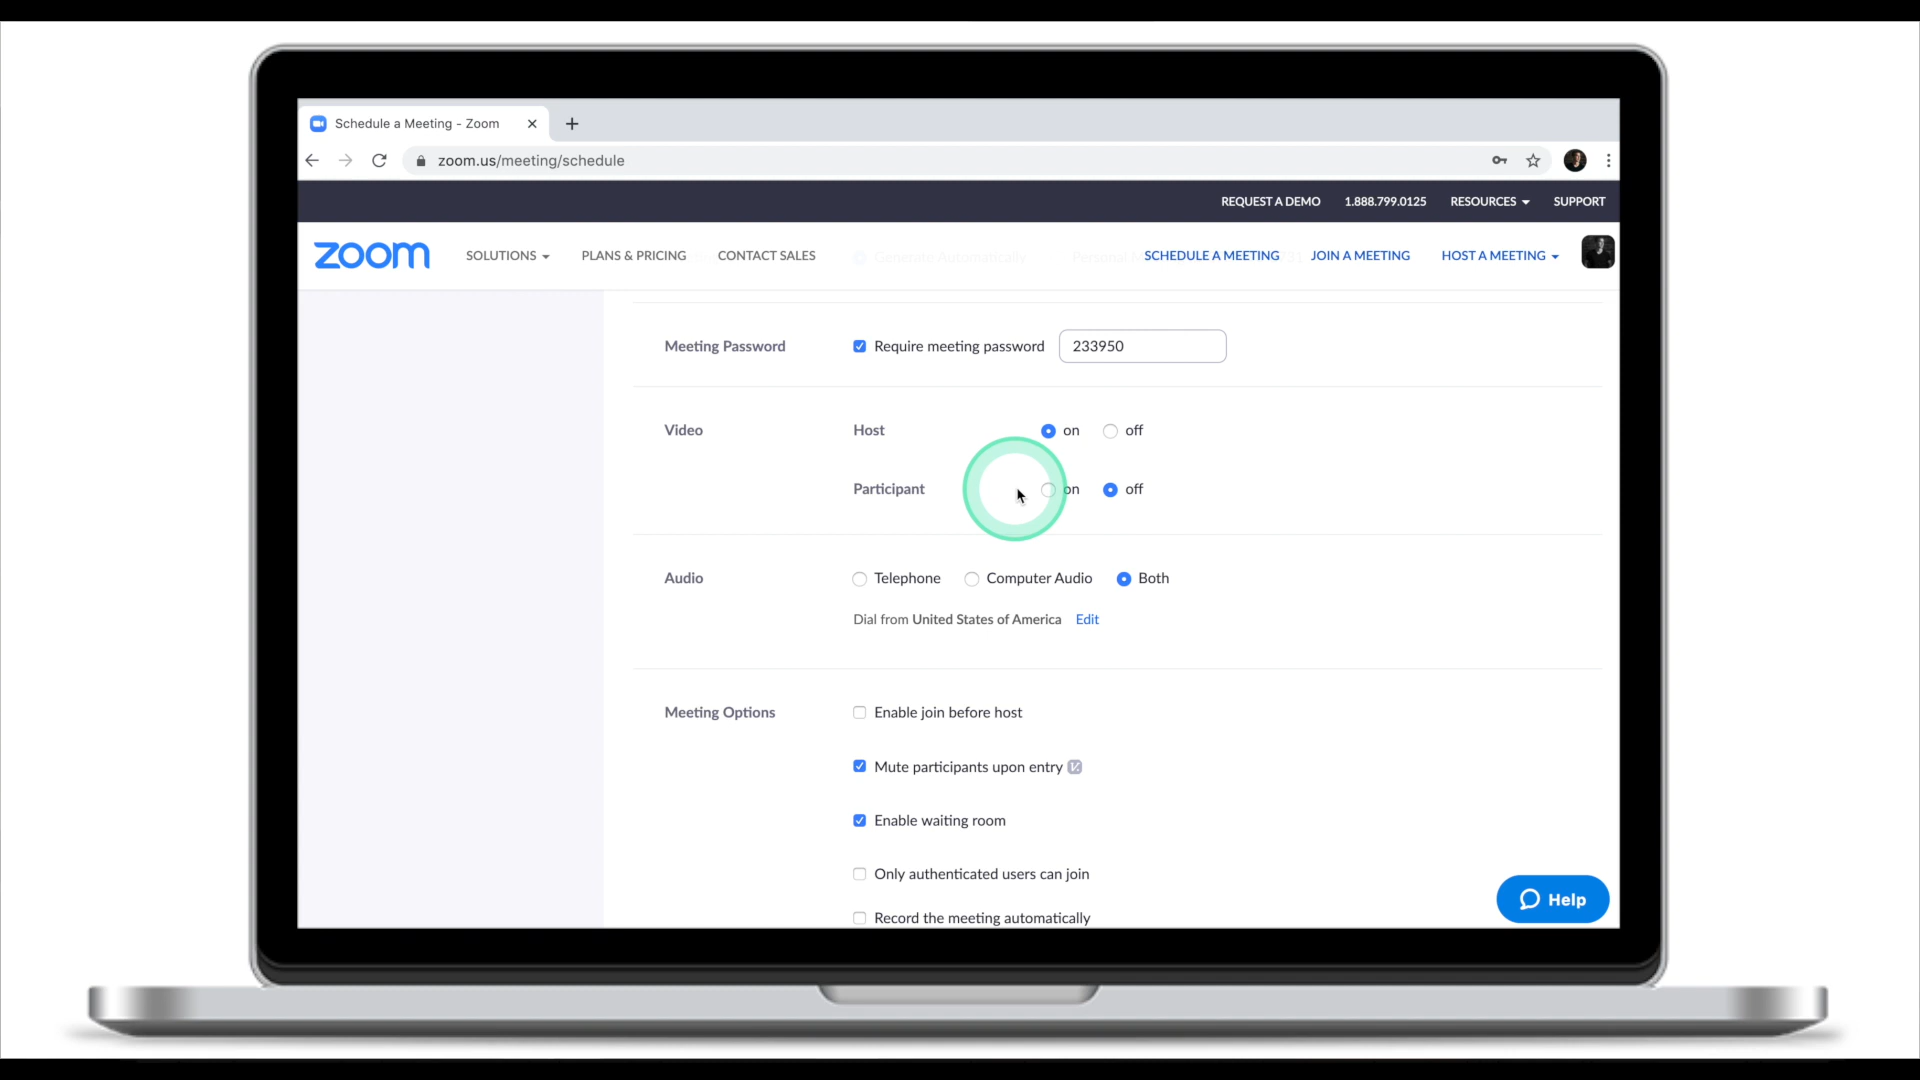 Schedule a Meeting - Zoom
zoom.us/meeting/schedule
REQUEST A DEMO 1.888.799.0125 RESOURCES SUPPORT
zoom SOLUTIONS PLANS & PRICING CONTACT SALES SCHEDULE A MEETING JOIN A MEETING HOST A MEETING
Generate Automatically Personal
Meeting Password Require meeting password 233950
Video Host on off
Participant on off
Audio Telephone Computer Audio Both
Dial from United States of America Edit
Meeting Options Enable join before host
Mute participants upon entry
Enable waiting room
Only authenticated users can join
Record the meeting automatically
Help